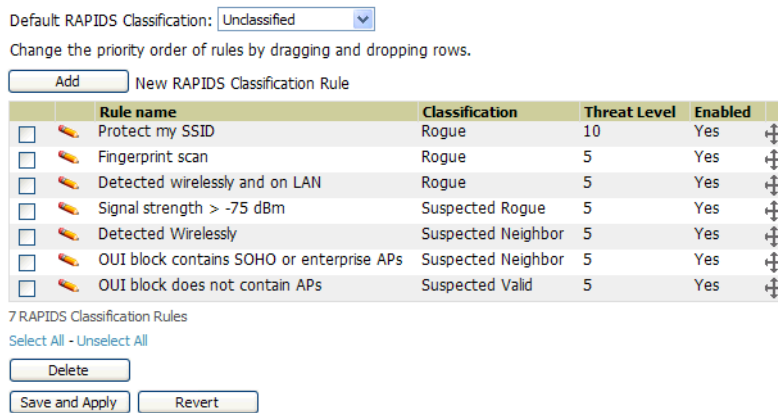 Default RAPIDS Classification: Unclassified
Change the priority order of rules by dragging and dropping rows.
Add New RAPIDS Classification Rule
Rule name Classification Threat Level Enabled
Protect my SSID Rogue 10 Yes
Fingerprint scan Rogue 5 Yes
Detected wirelessly and on LAN Rogue 5 Yes
Signal strength > -75 dBm Suspected Rogue 5 Yes
Detected Wirelessly Suspected Neighbor 5 Yes
OUI block contains SOHO or enterprise APs Suspected Neighbor 5 Yes
OUI block does not contain APs Suspected Valid 5 Yes
7 RAPIDS Classification Rules
Select All - Unselect All
Delete
Save and Apply Revert